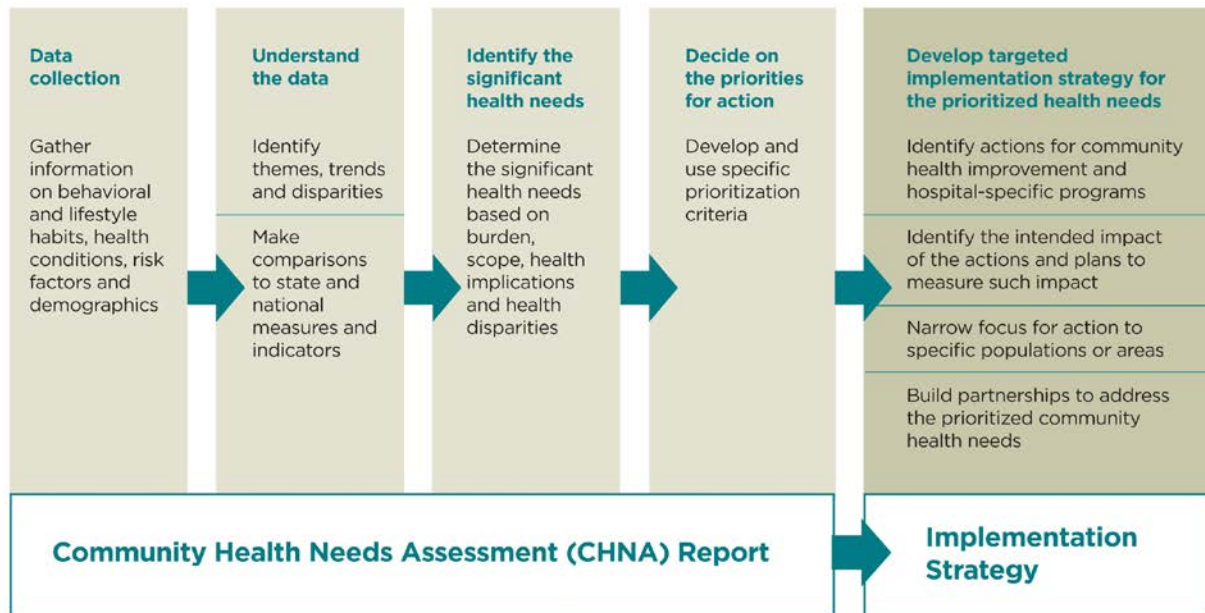 Data
collection
Gather
information
on behavioral
and lifestyle
habits, health
conditions, risk
factors and
demographics
Understand
the data
Identify
themes, trends
and disparities
Make
comparisons
to state and
national
measures and
indicators
Identify the
significant
health needs
Determine
the significant
health needs
based on
burden,
scope, health
implications
and health
disparities
Decide on
the priorities
for action
Develop and
use specific
prioritization
criteria
Develop targeted
implementation strategy for
the prioritized health needs
Identify actions for community
health improvement and
hospital-specific programs
Identify the intended impact
of the actions and plans to
measure such impact
Narrow focus for action to
specific populations or areas
Build partnerships to address
the prioritized community
health needs
Community Health Needs Assessment (CHNA) Report
Implementation
Strategy